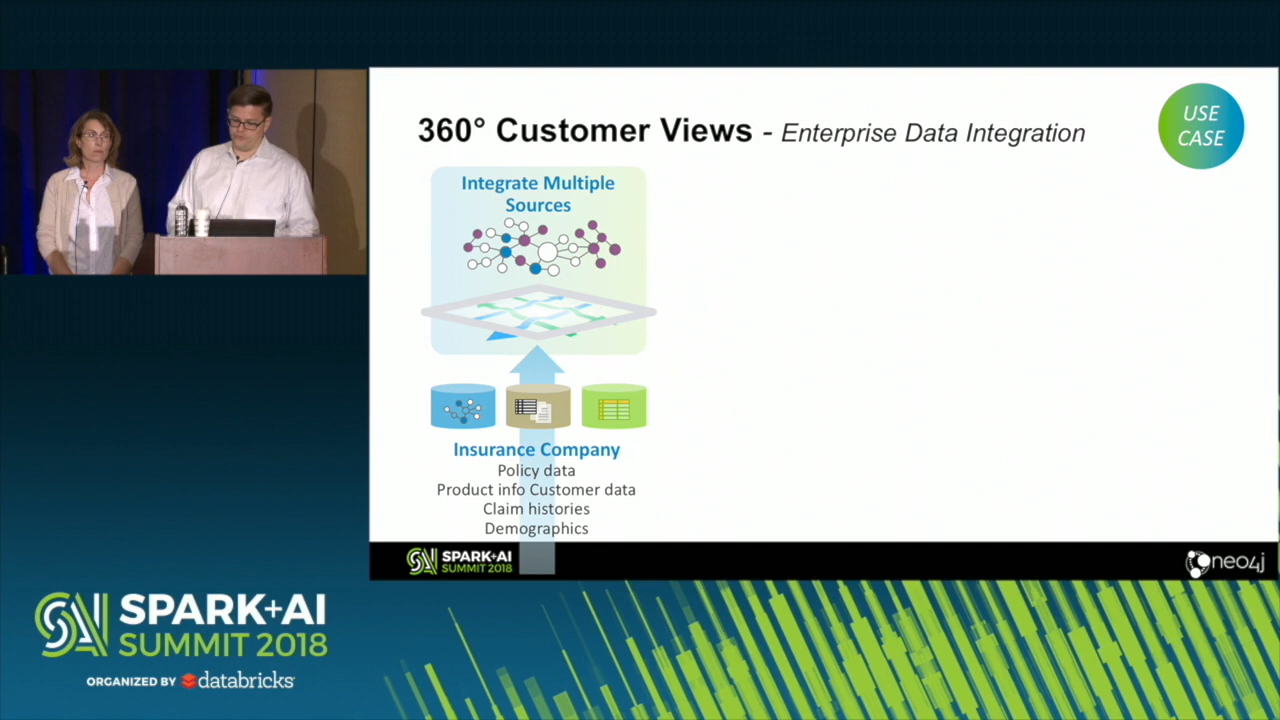 360° Customer Views - Enterprise Data Integration
USE
CASE
Integrate Multiple
Sources
Insurance Company
Policy data
Product info Customer data
Claim histories
Demographics
SPARK+AI
SUMMIT 2018
neo4j
SPARK+AI
SUMMIT 2018
ORGANIZED BY databricks